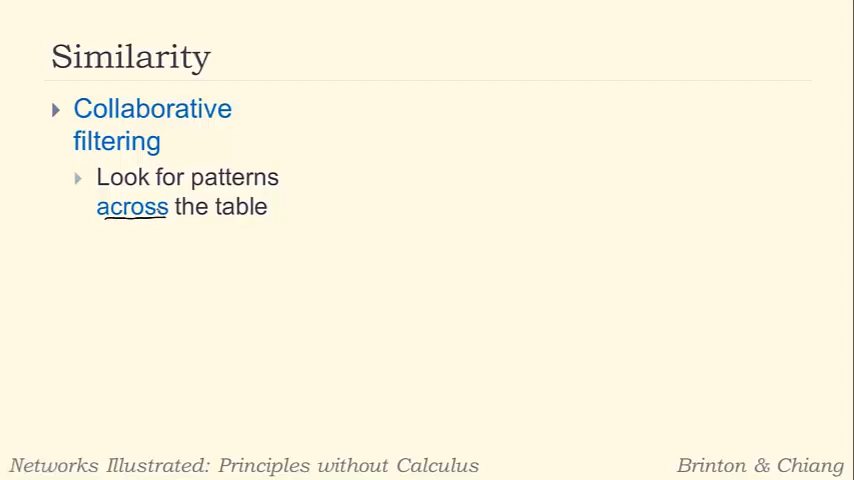 Similarity
Collaborative
filtering
Look for patterns
across the table
Networks Illustrated: Principles without Calculus
Brinton & Chiang